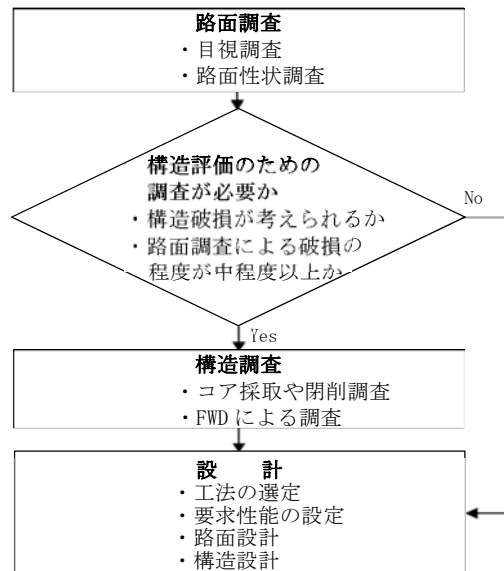 路面調査
・目視調査
・路面性状調査
構造評価のための
調査が必要か
・構造破損が考えられるか
・路面調査による破損の
程度が中程度以上か
No
Yes
構造調査
・コア採取や閉削調査
・FWDによる調査
設　計
・工法の選定
・要求性能の設定
・路面設計
・構造設計